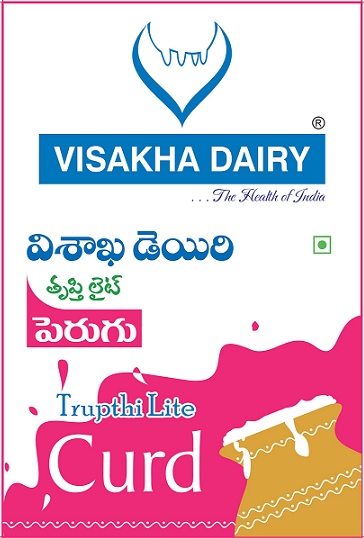 ®
VISAKHA DAIRY
...The Health of India
విశాఖ డెయిరి
తృప్తి లైట్
పెరుగు
Trupthi Lite
Curd